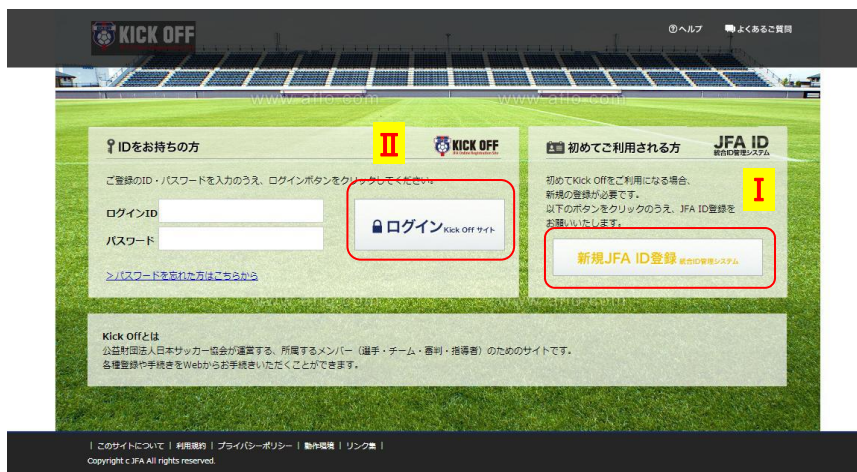 KICK OFF
ヘルプ よくあるご質問
www.aflo.com www.aflo.com
IDをお持ちの方
II
KICK OFF
ご登録のID・パスワードを入力のうえ、ログインボタンをクリックしてください。
ログインID
パスワード
ログイン Kick Off サイト
>パスワードを忘れた方はこちらから
初めてご利用される方
JFA ID
統合ID管理システム
I
初めてKick Offをご利用になる場合、
新規の登録が必要です。
以下のボタンをクリックのうえ、JFA ID登録を
お願いいたします。
新規JFA ID登録 統合ID管理システム
Kick Offとは
公益財団法人日本サッカー協会が運営する、所属するメンバー（選手・チーム・審判・指導者）のためのサイトです。
各種登録や手続きをWebからお手続きいただくことができます。
| このサイトについて | 利用規約 | プライバシーポリシー | 動作環境 | リンク集 |
Copyright c JFA All rights reserved.